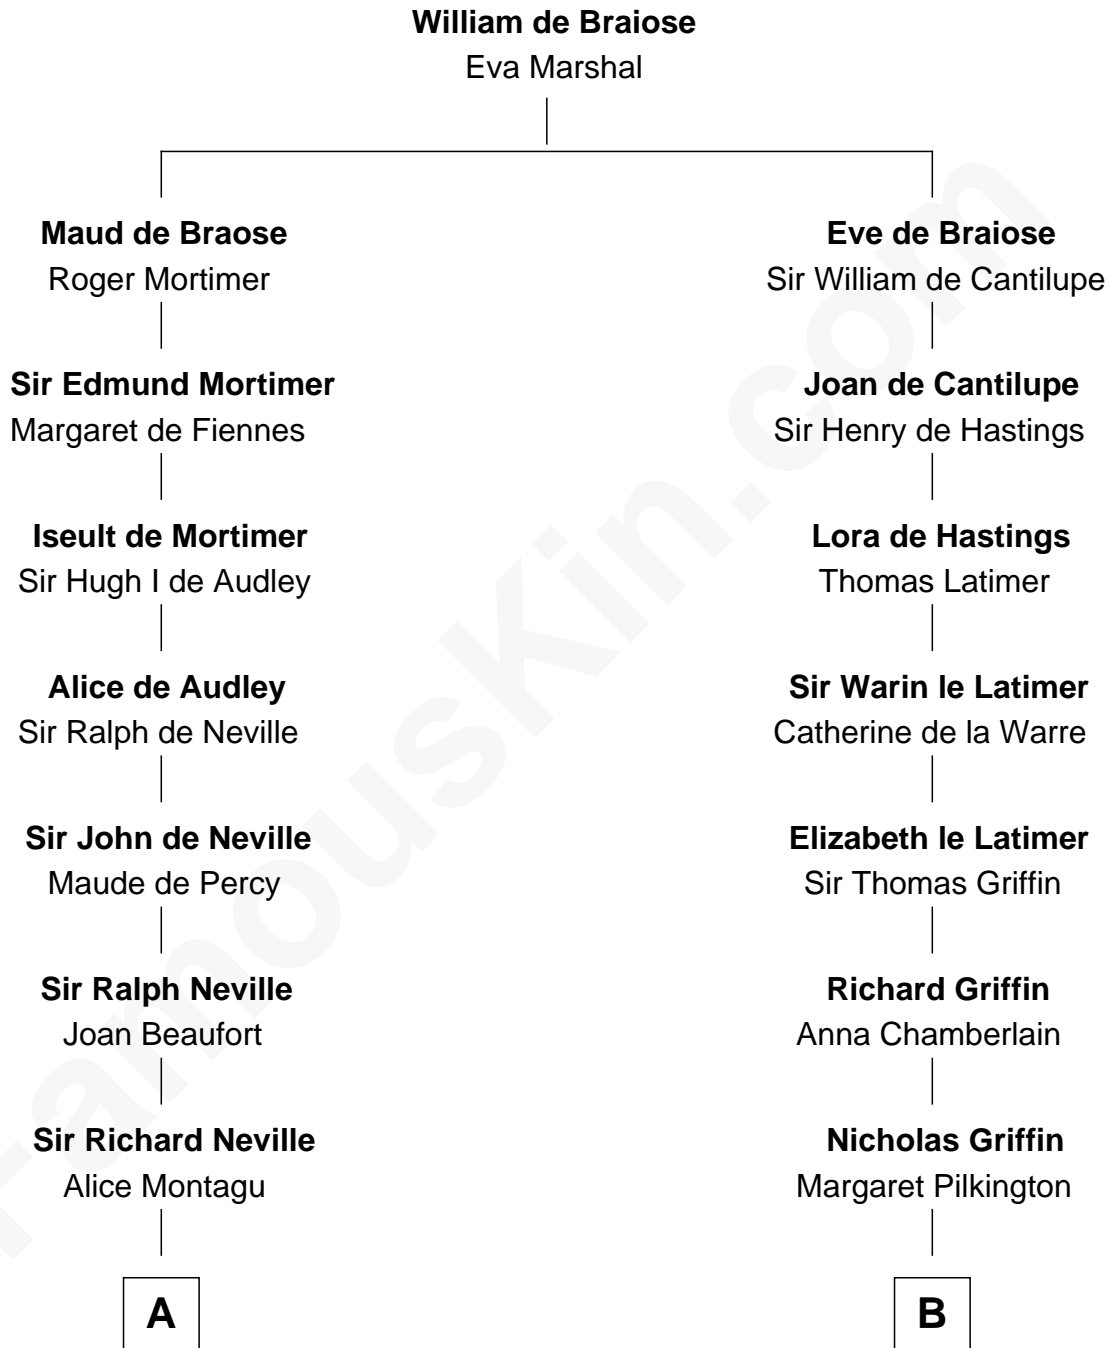 William de Braiose
Eva Marshal
Maud de Braose
Roger Mortimer
Eve de Braiose
Sir William de Cantilupe
Sir Edmund Mortimer
Margaret de Fiennes
Joan de Cantilupe
Sir Henry de Hastings
Iseult de Mortimer
Sir Hugh I de Audley
Lora de Hastings
Thomas Latimer
Alice de Audley
Sir Ralph de Neville
Sir Warin le Latimer
Catherine de la Warre
Sir John de Neville
Maude de Percy
Elizabeth le Latimer
Sir Thomas Griffin
Sir Ralph Neville
Joan Beaufort
Richard Griffin
Anna Chamberlain
Sir Richard Neville
Alice Montagu
Nicholas Griffin
Margaret Pilkington
A
B
FamousKin.com